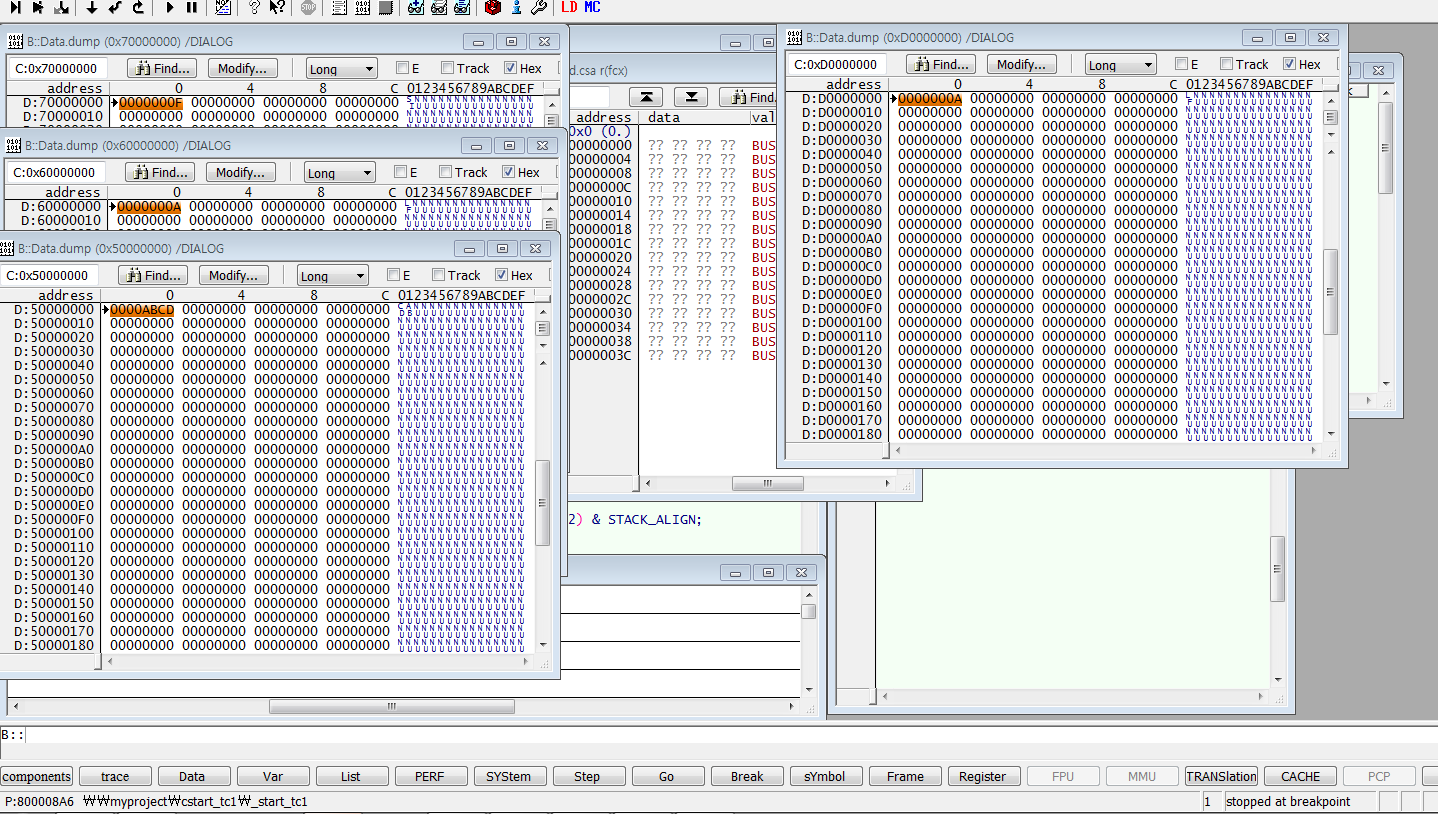 LD MC
B::Data.dump (0x70000000) /DIALOG
C:0x70000000 Find... Modify... Long E Track Hex
address 0 4 8 C 0123456789ABCDEF
D:70000000 0000000F 00000000 00000000 00000000
D:70000010 00000000 00000000 00000000 00000000
B::Data.dump (0x60000000) /DIALOG
C:0x60000000 Find... Modify... Long E Track Hex
address 0 4 8 C 0123456789ABCDEF
D:60000000 0000000A 00000000 00000000 00000000
D:60000010 00000000 00000000 00000000 00000000
B::Data.dump (0x50000000) /DIALOG
C:0x50000000 Find... Modify... Long E Track Hex
address 0 4 8 C 0123456789ABCDEF
D:50000000 0000ABCD 00000000 00000000 00000000
D:50000010 00000000 00000000 00000000 00000000
D:50000020 00000000 00000000 00000000 00000000
D:50000030 00000000 00000000 00000000 00000000
D:50000040 00000000 00000000 00000000 00000000
D:50000050 00000000 00000000 00000000 00000000
D:50000060 00000000 00000000 00000000 00000000
D:50000070 00000000 00000000 00000000 00000000
D:50000080 00000000 00000000 00000000 00000000
D:50000090 00000000 00000000 00000000 00000000
D:500000A0 00000000 00000000 00000000 00000000
D:500000B0 00000000 00000000 00000000 00000000
D:500000C0 00000000 00000000 00000000 00000000
D:500000D0 00000000 00000000 00000000 00000000
D:500000E0 00000000 00000000 00000000 00000000
D:500000F0 00000000 00000000 00000000 00000000
D:50000100 00000000 00000000 00000000 00000000
D:50000110 00000000 00000000 00000000 00000000
D:50000120 00000000 00000000 00000000 00000000
D:50000130 00000000 00000000 00000000 00000000
D:50000140 00000000 00000000 00000000 00000000
D:50000150 00000000 00000000 00000000 00000000
D:50000160 00000000 00000000 00000000 00000000
D:50000170 00000000 00000000 00000000 00000000
D:50000180 00000000 00000000 00000000 00000000
d.csa r(fcx)
Find.
address data val
0x0 (0.)
00000000 ?? ?? ?? ?? BUS
00000004 ?? ?? ?? ?? BUS
00000008 ?? ?? ?? ?? BUS
0000000C ?? ?? ?? ?? BUS
00000010 ?? ?? ?? ?? BUS
00000014 ?? ?? ?? ?? BUS
00000018 ?? ?? ?? ?? BUS
0000001C ?? ?? ?? ?? BUS
00000020 ?? ?? ?? ?? BUS
00000024 ?? ?? ?? ?? BUS
00000028 ?? ?? ?? ?? BUS
0000002C ?? ?? ?? ?? BUS
00000030 ?? ?? ?? ?? BUS
00000034 ?? ?? ?? ?? BUS
00000038 ?? ?? ?? ?? BUS
0000003C ?? ?? ?? ?? BUS
2) & STACK_ALIGN;
B::Data.dump (0xD0000000) /DIALOG
C:0xD0000000 Find... Modify... Long E Track Hex
address 0 4 8 C 0123456789ABCDEF
D:D0000000 0000000A 00000000 00000000 00000000
D:D0000010 00000000 00000000 00000000 00000000
D:D0000020 00000000 00000000 00000000 00000000
D:D0000030 00000000 00000000 00000000 00000000
D:D0000040 00000000 00000000 00000000 00000000
D:D0000050 00000000 00000000 00000000 00000000
D:D0000060 00000000 00000000 00000000 00000000
D:D0000070 00000000 00000000 00000000 00000000
D:D0000080 00000000 00000000 00000000 00000000
D:D0000090 00000000 00000000 00000000 00000000
D:D00000A0 00000000 00000000 00000000 00000000
D:D00000B0 00000000 00000000 00000000 00000000
D:D00000C0 00000000 00000000 00000000 00000000
D:D00000D0 00000000 00000000 00000000 00000000
D:D00000E0 00000000 00000000 00000000 00000000
D:D00000F0 00000000 00000000 00000000 00000000
D:D0000100 00000000 00000000 00000000 00000000
D:D0000110 00000000 00000000 00000000 00000000
D:D0000120 00000000 00000000 00000000 00000000
D:D0000130 00000000 00000000 00000000 00000000
D:D0000140 00000000 00000000 00000000 00000000
D:D0000150 00000000 00000000 00000000 00000000
D:D0000160 00000000 00000000 00000000 00000000
D:D0000170 00000000 00000000 00000000 00000000
D:D0000180 00000000 00000000 00000000 00000000
B::
components trace Data Var List PERF SYStem Step Go Break sYmbol Frame Register FPU MMU TRANSlation CACHE PCP
P:800008A6 ₩₩myproject₩cstart_tc1₩_start_tc1 1 stopped at breakpoint